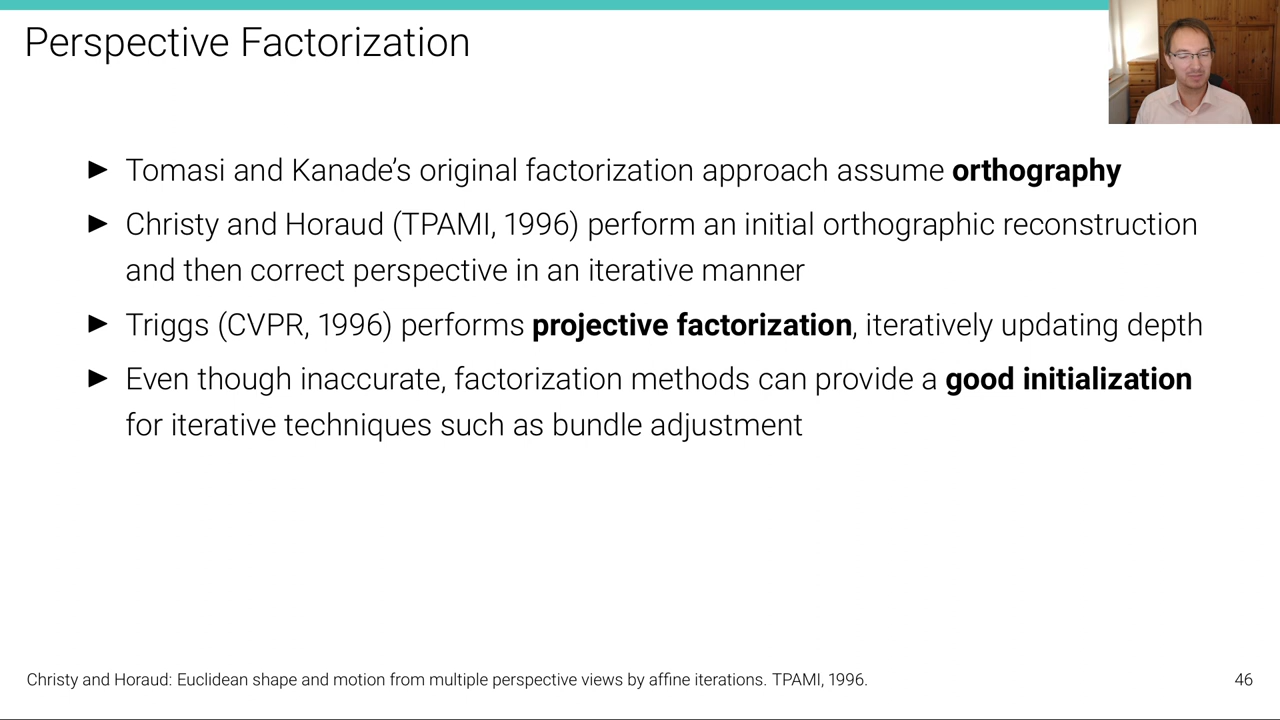 Perspective Factorization
► Tomasi and Kanade’s original factorization approach assume orthography
► Christy and Horaud (TPAMI, 1996) perform an initial orthographic reconstruction
and then correct perspective in an iterative manner
► Triggs (CVPR, 1996) performs projective factorization, iteratively updating depth
► Even though inaccurate, factorization methods can provide a good initialization
for iterative techniques such as bundle adjustment
Christy and Horaud: Euclidean shape and motion from multiple perspective views by affine iterations. TPAMI, 1996.
46